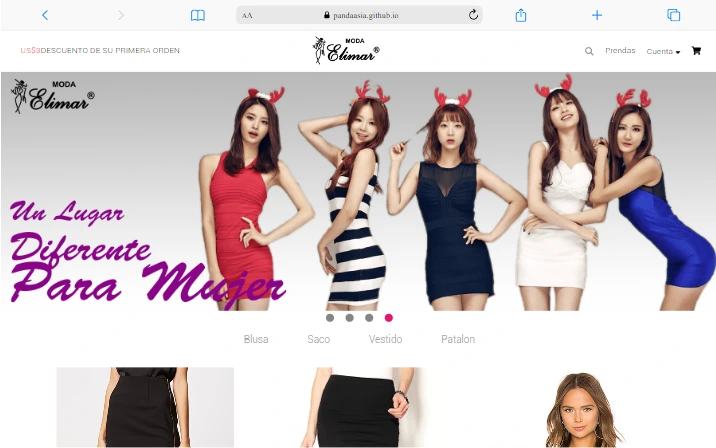 AA
pandaasia.github.io
US$3DESCUENTO DE SU PRIMERA ORDEN
MODA
Elimar®
Prendas
Cuenta
MODA
Elimar®
Un Lugar
Diferente
Para Mujer
Blusa
Saco
Vestido
Patalon